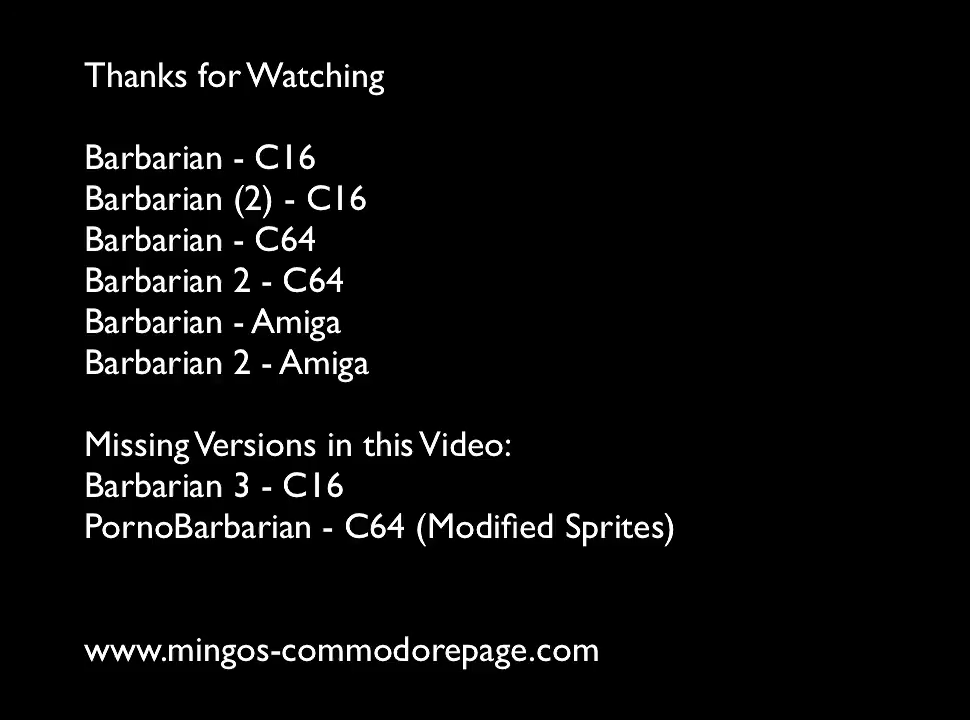 Thanks for Watching
Barbarian - C16
Barbarian (2) - C16
Barbarian - C64
Barbarian 2 - C64
Barbarian - Amiga
Barbarian 2 - Amiga
Missing Versions in this Video:
Barbarian 3 - C16
PornoBarbarian - C64 (Modified Sprites)
www.mingos-commodorepage.com